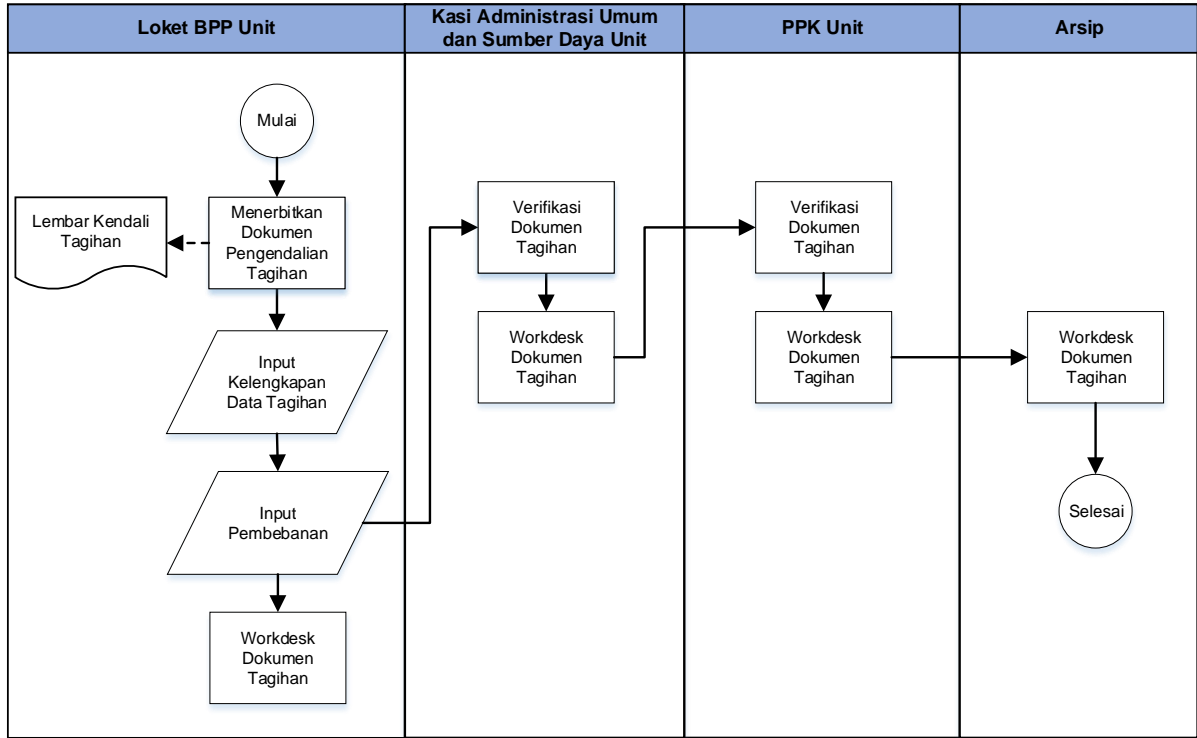 Loket BPP Unit
Kasi Administrasi Umum
dan Sumber Daya Unit
PPK Unit
Arsip
Mulai
Lembar Kendali
Tagihan
Menerbitkan
Dokumen
Pengendalian
Tagihan
Input
Kelengkapan
Data Tagihan
Input
Pembebanan
Workdesk
Dokumen
Tagihan
Verifikasi
Dokumen
Tagihan
Workdesk
Dokumen
Tagihan
Verifikasi
Dokumen
Tagihan
Workdesk
Dokumen
Tagihan
Workdesk
Dokumen
Tagihan
Selesai